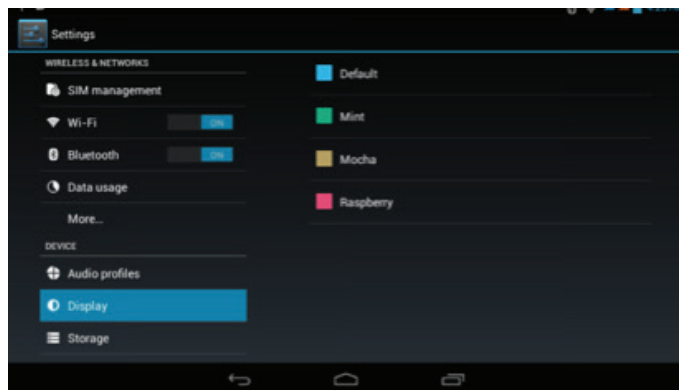 Settings
WIRELESS & NETWORKS
SIM management
Wi-Fi ON
Bluetooth ON
Data usage
More...
DEVICE
Audio profiles
Display
Storage
Default
Mint
Mocha
Raspberry